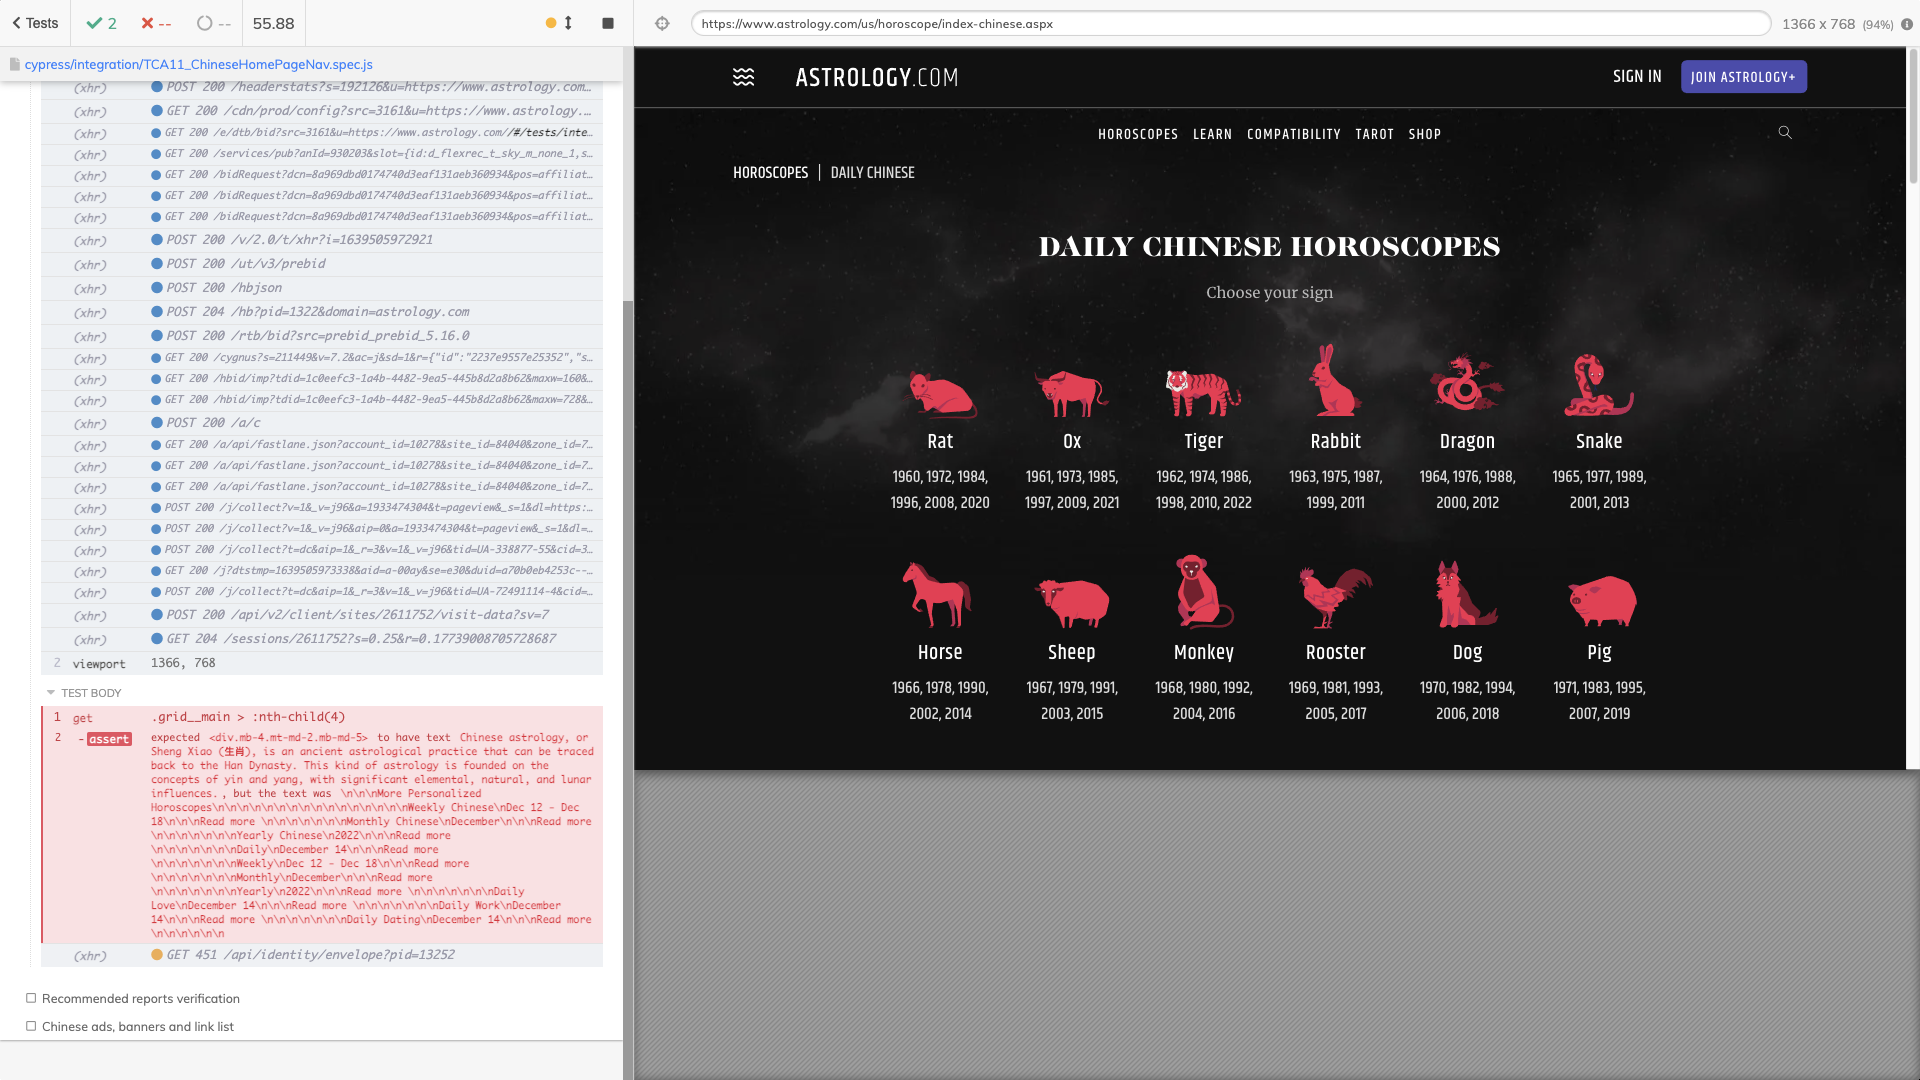 Tests
2
--
--
55.88
https://www.astrology.com/us/horoscope/index-chinese.aspx
1366 x 768 (94%)
cypress/integration/TCA11_ChineseHomePageNav.spec.js
(xhr) POST 200 /headerstats?s=192126&u=https://www.astrology.com...
(xhr) GET 200 /cdn/prod/config?src=3161&u=https://www.astrology....
(xhr) GET 200 /e/dtb/bid?src=3161&u=https://www.astrology.com//#/tests/inte...
(xhr) GET 200 /services/pub?anId=930203&slot={id:d_flexrec_t_sky_m_none_1,s...
(xhr) GET 200 /bidRequest?dcn=8a969dbd0174740d3eaf131aeb360934&pos=affiliat...
(xhr) GET 200 /bidRequest?dcn=8a969dbd0174740d3eaf131aeb360934&pos=affiliat...
(xhr) GET 200 /bidRequest?dcn=8a969dbd0174740d3eaf131aeb360934&pos=affiliat...
(xhr) POST 200 /v/2.0/t/xhr?i=1639505972921
(xhr) POST 200 /ut/v3/prebid
(xhr) POST 200 /hbjson
(xhr) POST 204 /hb?pid=1322&domain=astrology.com
(xhr) POST 200 /rtb/bid?src=prebid_prebid_5.16.0
(xhr) GET 200 /cygnus?s=211449&v=7.2&ac=j&sd=1&r={"id":"2237e9557e25352","s...
(xhr) GET 200 /hbid/imp?tdid=1c0eefc3-1a4b-4482-9ea5-445b8d2a8b62&maxw=160&...
(xhr) GET 200 /hbid/imp?tdid=1c0eefc3-1a4b-4482-9ea5-445b8d2a8b62&maxw=728&...
(xhr) POST 200 /a/c
(xhr) GET 200 /a/api/fastlane.json?account_id=10278&site_id=84040&zone_id=7...
(xhr) GET 200 /a/api/fastlane.json?account_id=10278&site_id=84040&zone_id=7...
(xhr) GET 200 /a/api/fastlane.json?account_id=10278&site_id=84040&zone_id=7...
(xhr) POST 200 /j/collect?v=1&_v=j96&a=1933474304&t=pageview&_s=1&dl=https:...
(xhr) POST 200 /j/collect?v=1&_v=j96&aip=0&a=1933474304&t=pageview&_s=1&dl=...
(xhr) POST 200 /j/collect?t=dc&aip=1&_r=3&v=1&_v=j96&tid=UA-338877-55&cid=3...
(xhr) GET 200 /j?dtstmp=1639505973338&aid=a-00ay&se=e30&duid=a70b0eb4253c--...
(xhr) POST 200 /j/collect?t=dc&aip=1&_r=3&v=1&_v=j96&tid=UA-72491114-4&cid=...
(xhr) POST 200 /api/v2/client/sites/2611752/visit-data?sv=7
(xhr) GET 204 /sessions/2611752?s=0.25&r=0.17739008705728687
2 viewport 1366, 768
TEST BODY
1 get .grid__main > :nth-child(4)
2 -assert expected <div.mb-4.mt-md-2.mb-md-5> to have text Chinese astrology, or
Sheng Xiao (生肖), is an ancient astrological practice that can be traced
back to the Han Dynasty. This kind of astrology is founded on the
concepts of yin and yang, with significant elemental, natural, and lunar
influences. , but the text was \n\n\nMore Personalized
Horoscopes\n\n\n\n\n\n\n\n\n\n\n\n\n\n\n\nWeekly Chinese\nDec 12 - Dec
18\n\n\nRead more \n\n\n\n\n\n\nMonthly Chinese\nDecember\n\n\nRead more
\n\n\n\n\n\n\nYearly Chinese\n2022\n\n\nRead more
\n\n\n\n\n\n\nDaily\nDecember 14\n\n\nRead more
\n\n\n\n\n\n\nWeekly\nDec 12 - Dec 18\n\n\nRead more
\n\n\n\n\n\n\nMonthly\nDecember\n\n\nRead more
\n\n\n\n\n\n\nYearly\n2022\n\n\nRead more \n\n\n\n\n\n\nDaily
Love\nDecember 14\n\n\nRead more \n\n\n\n\n\n\nDaily Work\nDecember
14\n\n\nRead more \n\n\n\n\n\n\nDaily Dating\nDecember 14\n\n\nRead more
\n\n\n\n\n\n
(xhr) GET 451 /api/identity/envelope?pid=13252
Recommended reports verification
Chinese ads, banners and link list
ASTROLOGY.COM
SIGN IN
JOIN ASTROLOGY+
HOROSCOPES LEARN COMPATIBILITY TAROT SHOP
HOROSCOPES | DAILY CHINESE
DAILY CHINESE HOROSCOPES
Choose your sign
Rat Ox Tiger Rabbit Dragon Snake
1960, 1972, 1984, 1961, 1973, 1985, 1962, 1974, 1986, 1963, 1975, 1987, 1964, 1976, 1988, 1965, 1977, 1989,
1996, 2008, 2020 1997, 2009, 2021 1998, 2010, 2022 1999, 2011 2000, 2012 2001, 2013
Horse Sheep Monkey Rooster Dog Pig
1966, 1978, 1990, 1967, 1979, 1991, 1968, 1980, 1992, 1969, 1981, 1993, 1970, 1982, 1994, 1971, 1983, 1995,
2002, 2014 2003, 2015 2004, 2016 2005, 2017 2006, 2018 2007, 2019